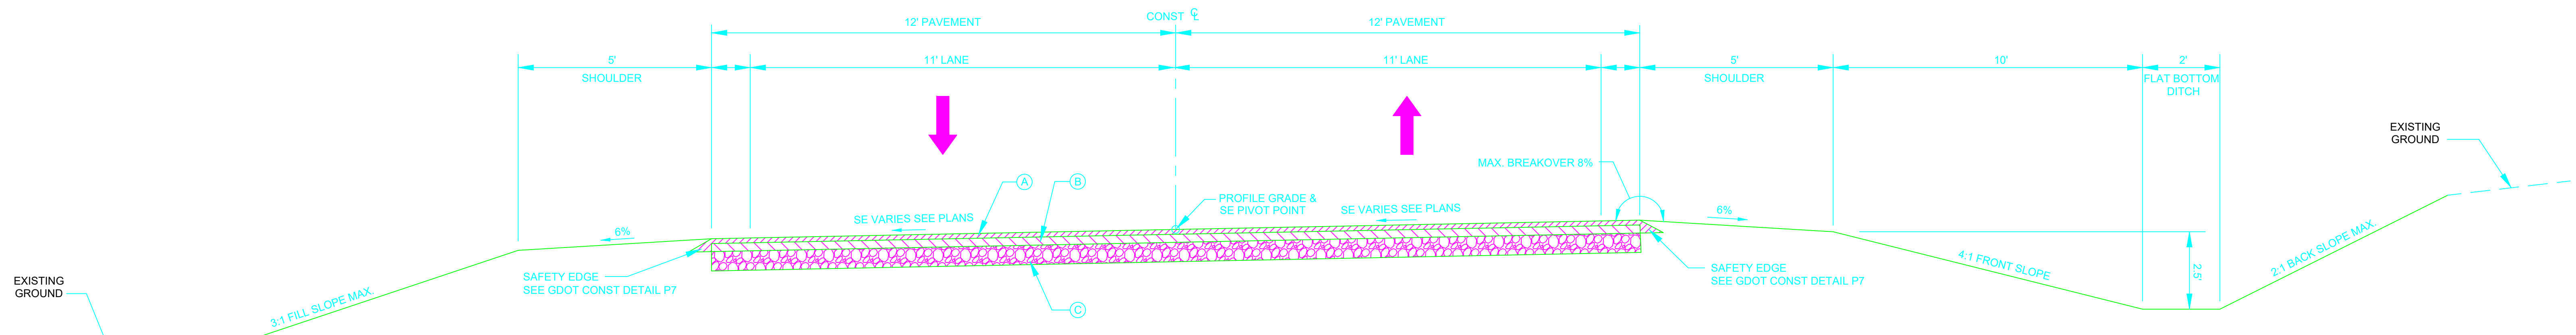 12' PAVEMENT
CONST ℄
12' PAVEMENT
5'
SHOULDER
11' LANE
11' LANE
5'
SHOULDER
10'
2'
FLAT BOTTOM
DITCH
EXISTING
GROUND
MAX. BREAKOVER 8%
A
B
PROFILE GRADE &
SE PIVOT POINT
SE VARIES SEE PLANS
SE VARIES SEE PLANS
6%
6%
SAFETY EDGE
SEE GDOT CONST DETAIL P7
SAFETY EDGE
SEE GDOT CONST DETAIL P7
4:1 FRONT SLOPE
2.5'
2:1 BACK SLOPE MAX.
EXISTING
GROUND
3:1 FILL SLOPE MAX.
C